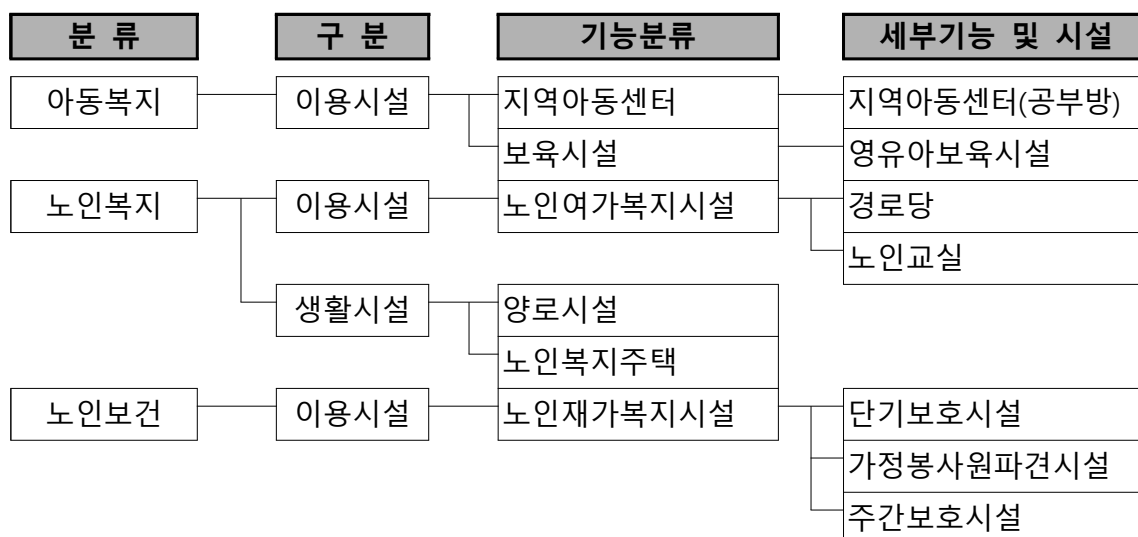 분 류 구 분 기능분류 세부기능 및 시설
아동복지 이용시설 지역아동센터 지역아동센터(공부방)
보육시설 영유아보육시설
노인복지 이용시설 노인여가복지시설 경로당
노인교실
생활시설 양로시설
노인복지주택
노인보건 이용시설 노인재가복지시설 단기보호시설
가정봉사원파견시설
주간보호시설